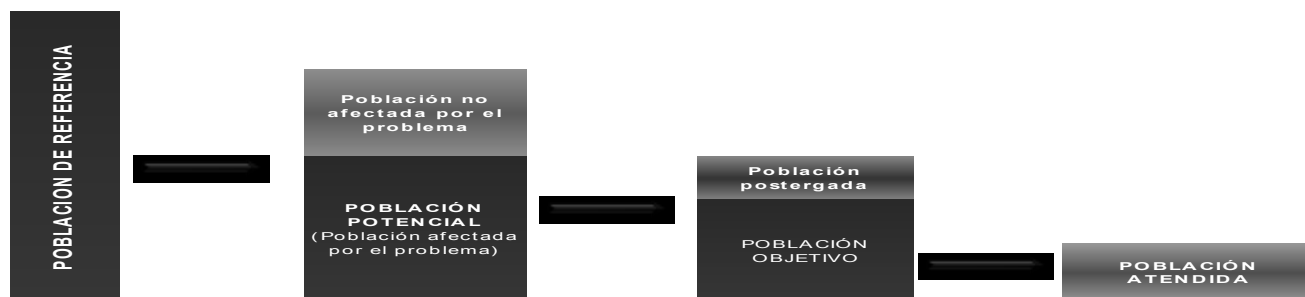 POBLACION DE REFERENCIA
Población no
afectada por el
problema
POBLACIÓN
POTENCIAL
(Población afectada
por el problema)
Población
postergada
POBLACIÓN
OBJETIVO
POBLACIÓN
ATENDIDA